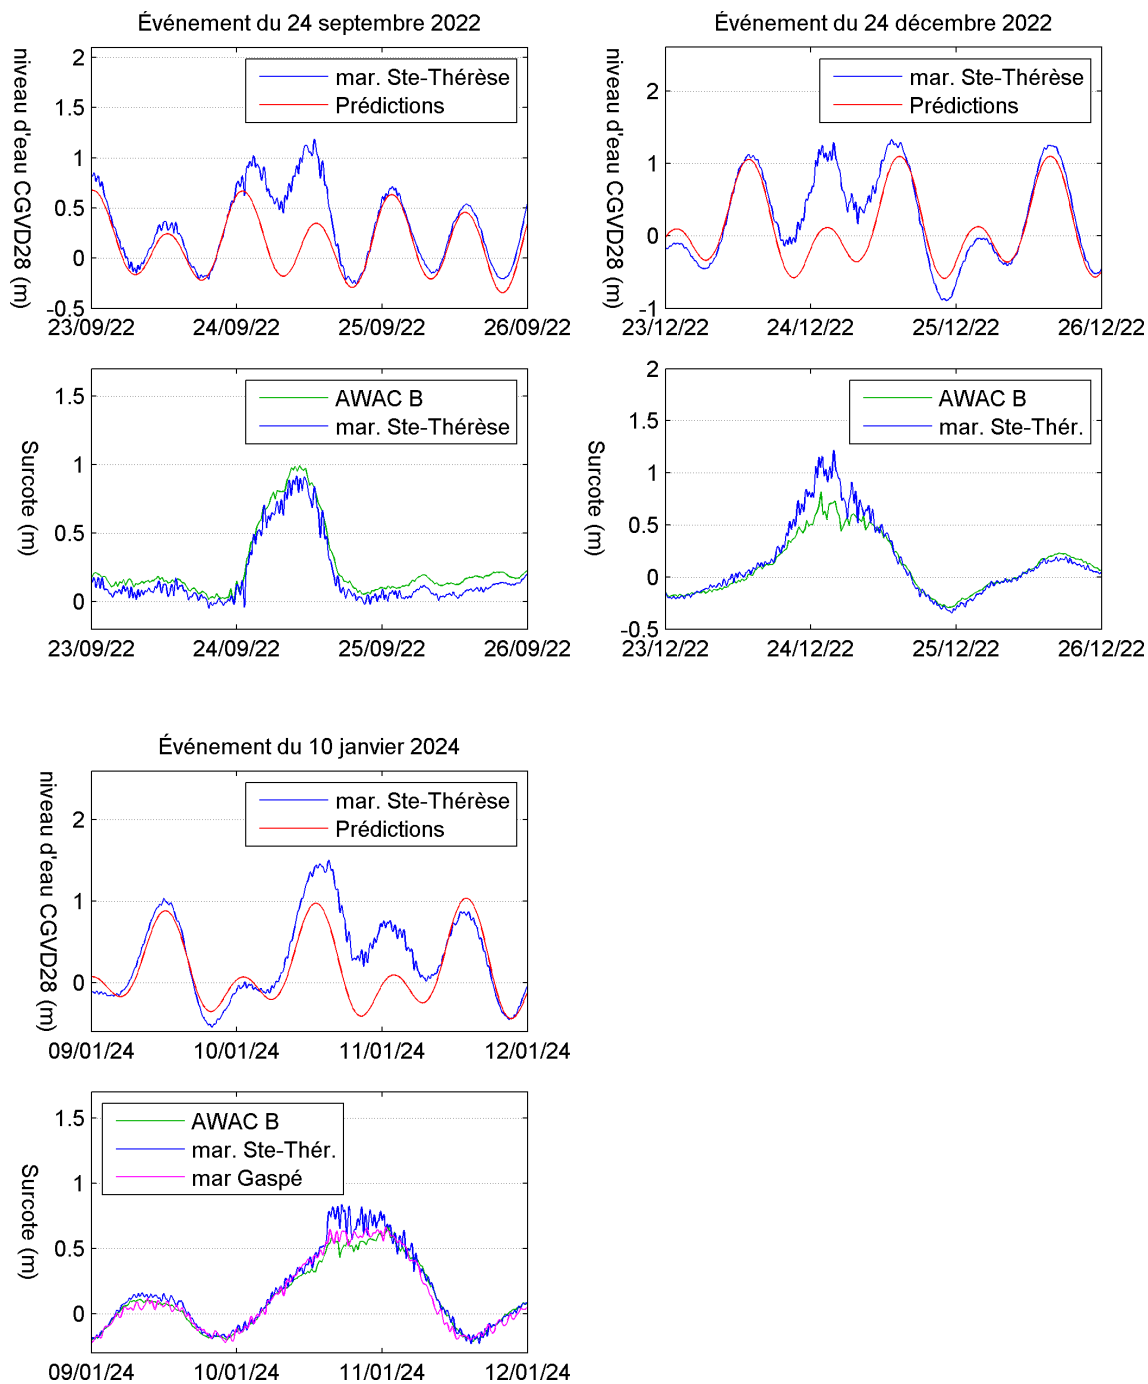 Événement du 24 septembre 2022
niveau d'eau CGVD28 (m)
2
1.5
1
0.5
0
-0.5
mar. Ste-Thérèse
Prédictions
23/09/22 24/09/22 25/09/22 26/09/22
Événement du 24 décembre 2022
niveau d'eau CGVD28 (m)
2
1
0
-1
mar. Ste-Thérèse
Prédictions
23/12/22 24/12/22 25/12/22 26/12/22
Surcote (m)
1.5
1
0.5
0
AWAC B
mar. Ste-Thérèse
23/09/22 24/09/22 25/09/22 26/09/22
Surcote (m)
2
1.5
1
0.5
0
-0.5
AWAC B
mar. Ste-Thér.
23/12/22 24/12/22 25/12/22 26/12/22
Événement du 10 janvier 2024
niveau d'eau CGVD28 (m)
2
1
0
mar. Ste-Thérèse
Prédictions
09/01/24 10/01/24 11/01/24 12/01/24
Surcote (m)
1.5
1
0.5
0
AWAC B
mar. Ste-Thér.
mar Gaspé
09/01/24 10/01/24 11/01/24 12/01/24